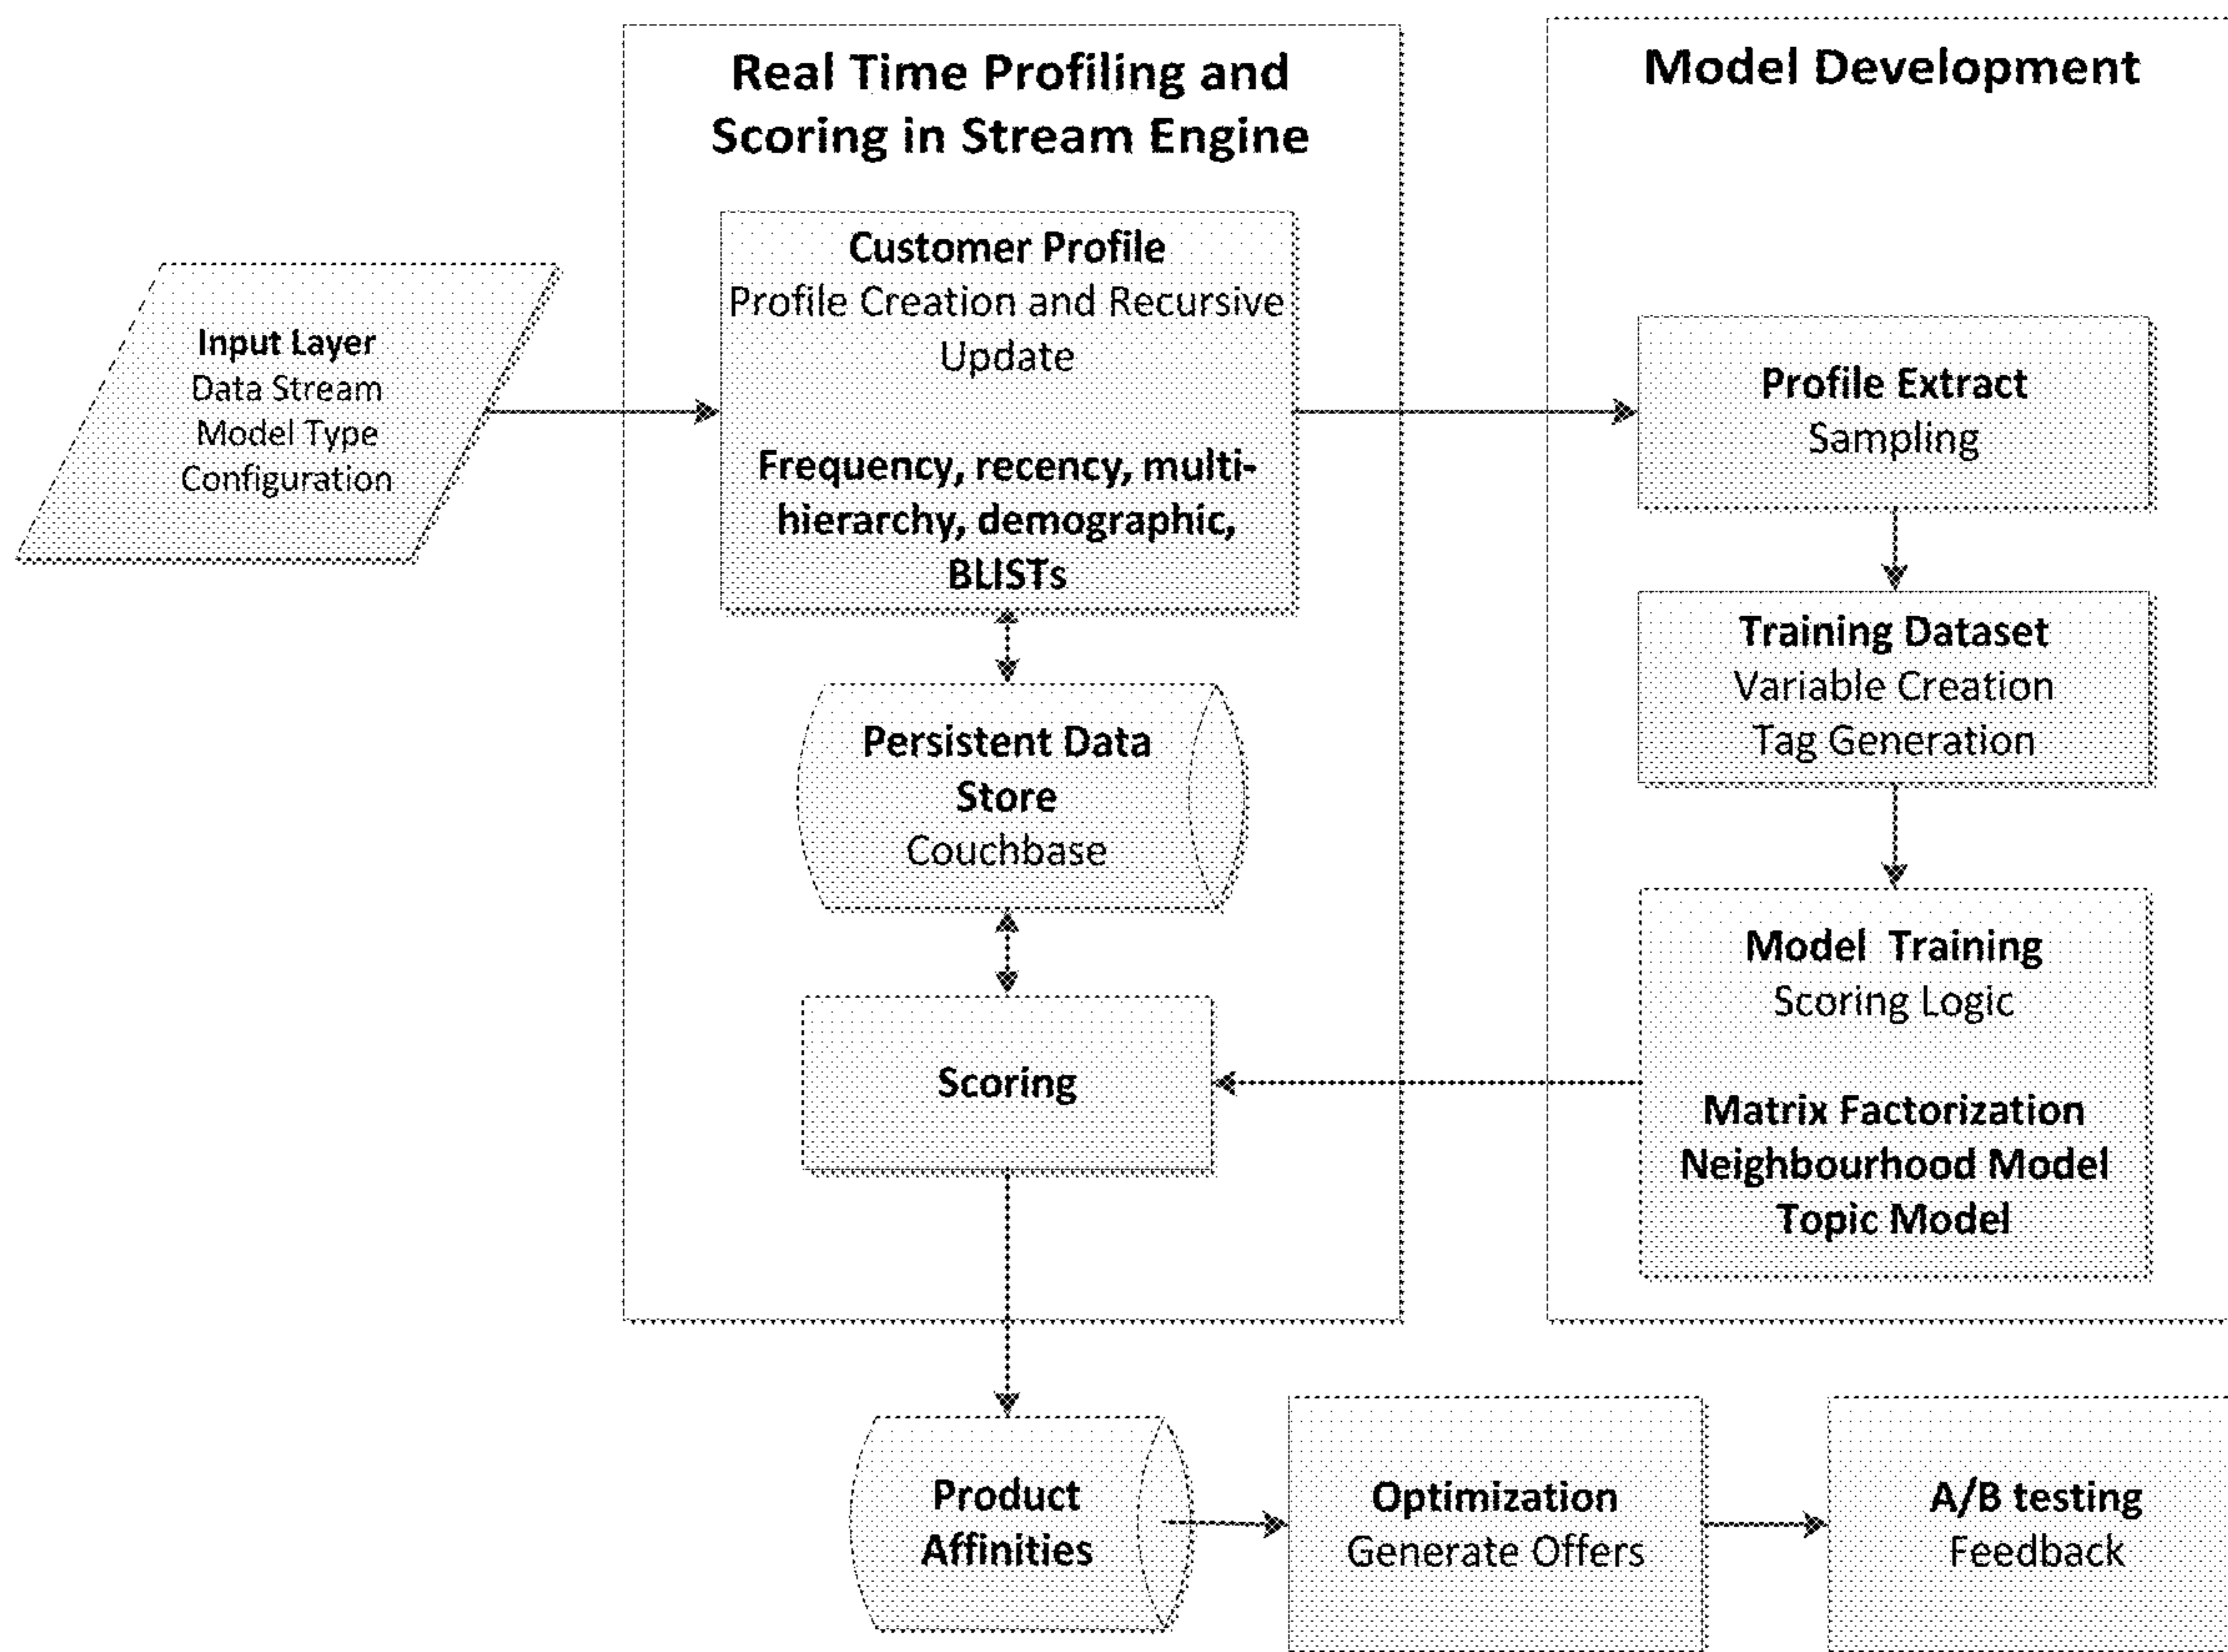 Real Time Profiling and
Scoring in Stream Engine
Model Development
Input Layer
Data Stream
Model Type
Configuration
Customer Profile
Profile Creation and Recursive
Update
Frequency, recency, multi-
hierarchy, demographic,
BLISTs
Profile Extract
Sampling
Training Dataset
Variable Creation
Tag Generation
Persistent Data
Store
Couchbase
Model Training
Scoring Logic
Matrix Factorization
Neighbourhood Model
Topic Model
Scoring
Product
Affinities
Optimization
Generate Offers
A/B testing
Feedback